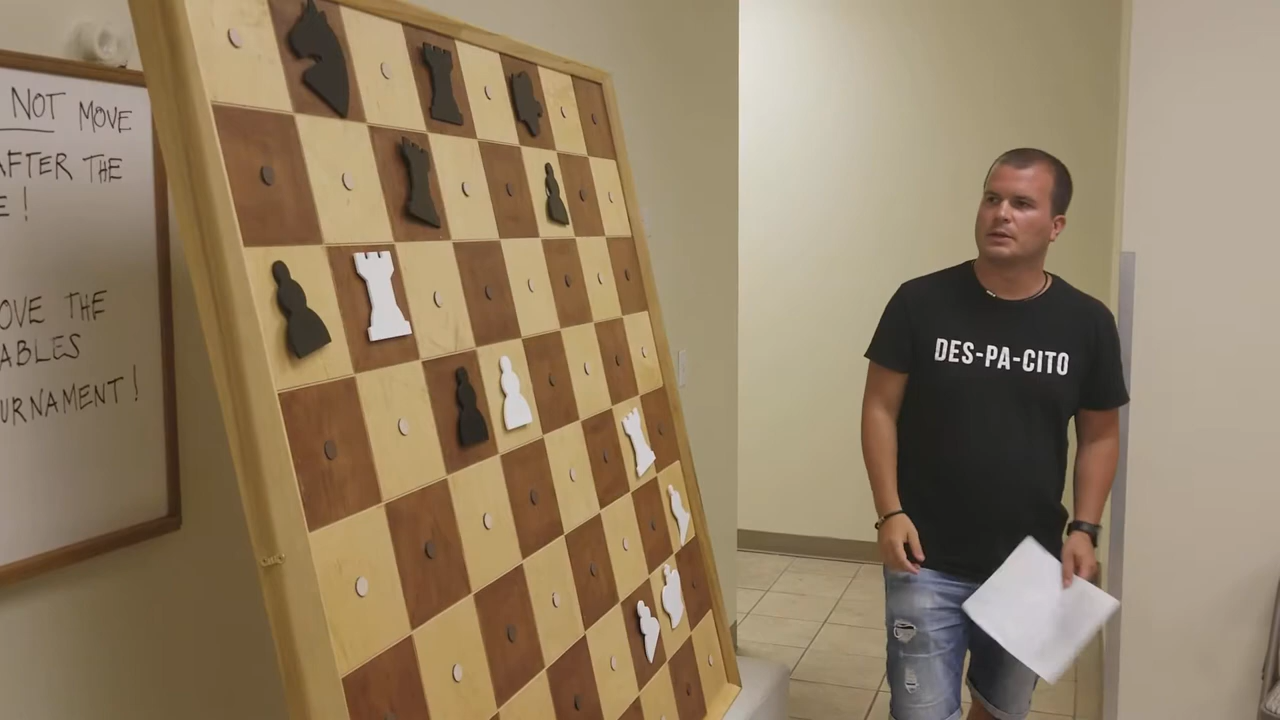 NOT MOVE
AFTER THE
E!
OVE THE
ABLES
URNAMENT!
DES-PA-CITO